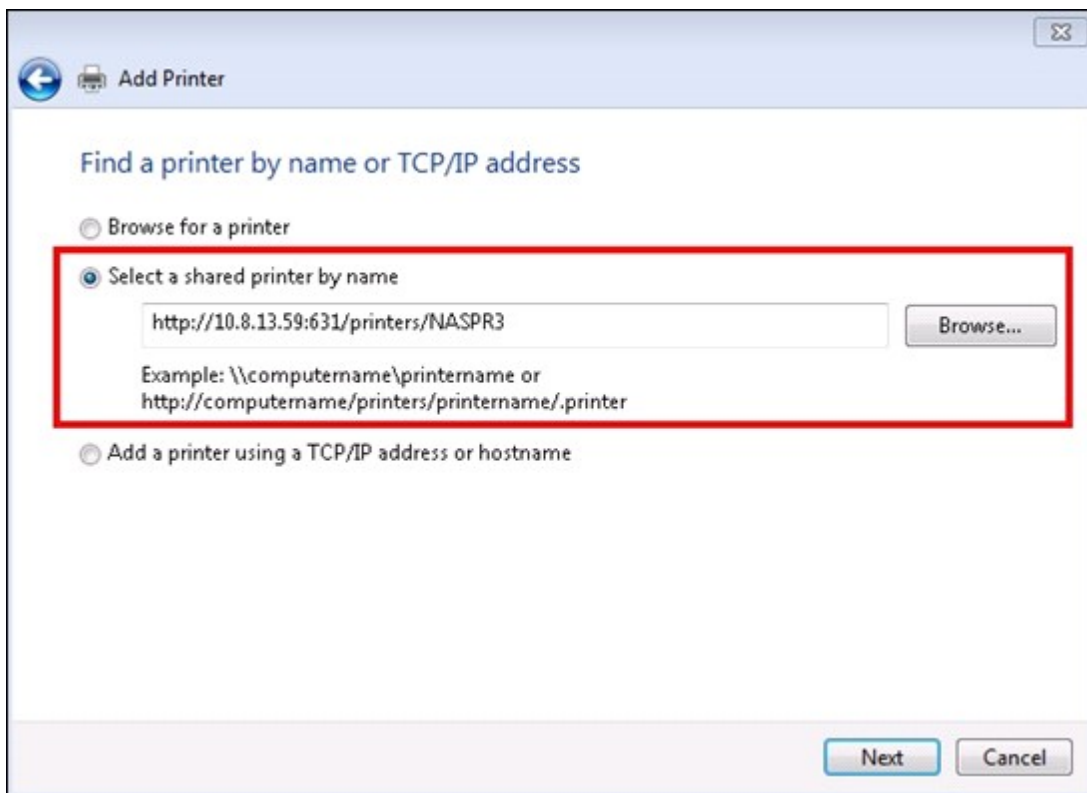 Add Printer
Find a printer by name or TCP/IP address
Browse for a printer
Select a shared printer by name
http://10.8.13.59:631/printers/NASPR3
Browse...
Example: \\computername\printername or
http://computername/printers/printername/.printer
Add a printer using a TCP/IP address or hostname
Next
Cancel